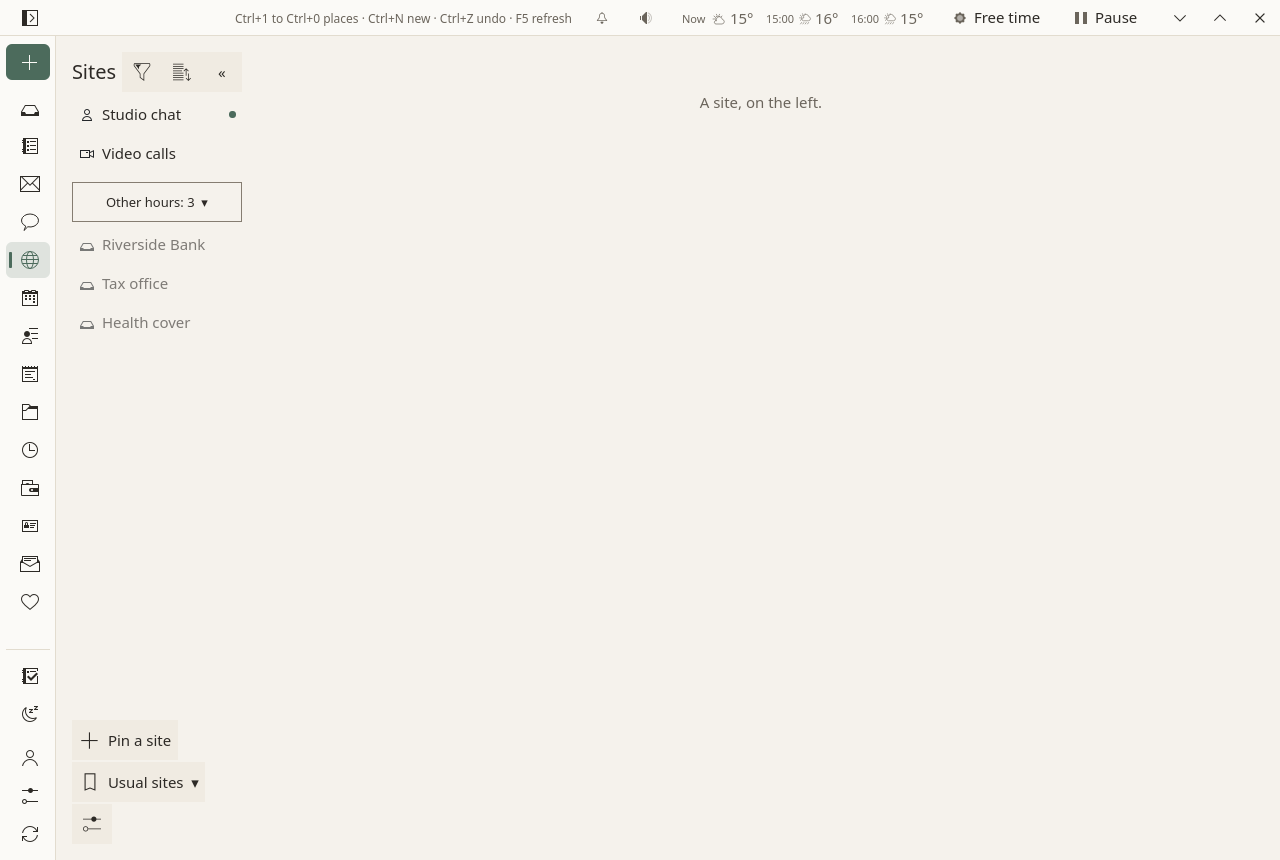 Ctrl+1 to Ctrl+0 places · Ctrl+N new · Ctrl+Z undo · F5 refresh
Now 15° 15:00 16° 16:00 15°
Free time
Pause
Sites «
A site, on the left.
Studio chat
Video calls
Other hours: 3 ▾
Riverside Bank
Tax office
Health cover
Pin a site
Usual sites ▾